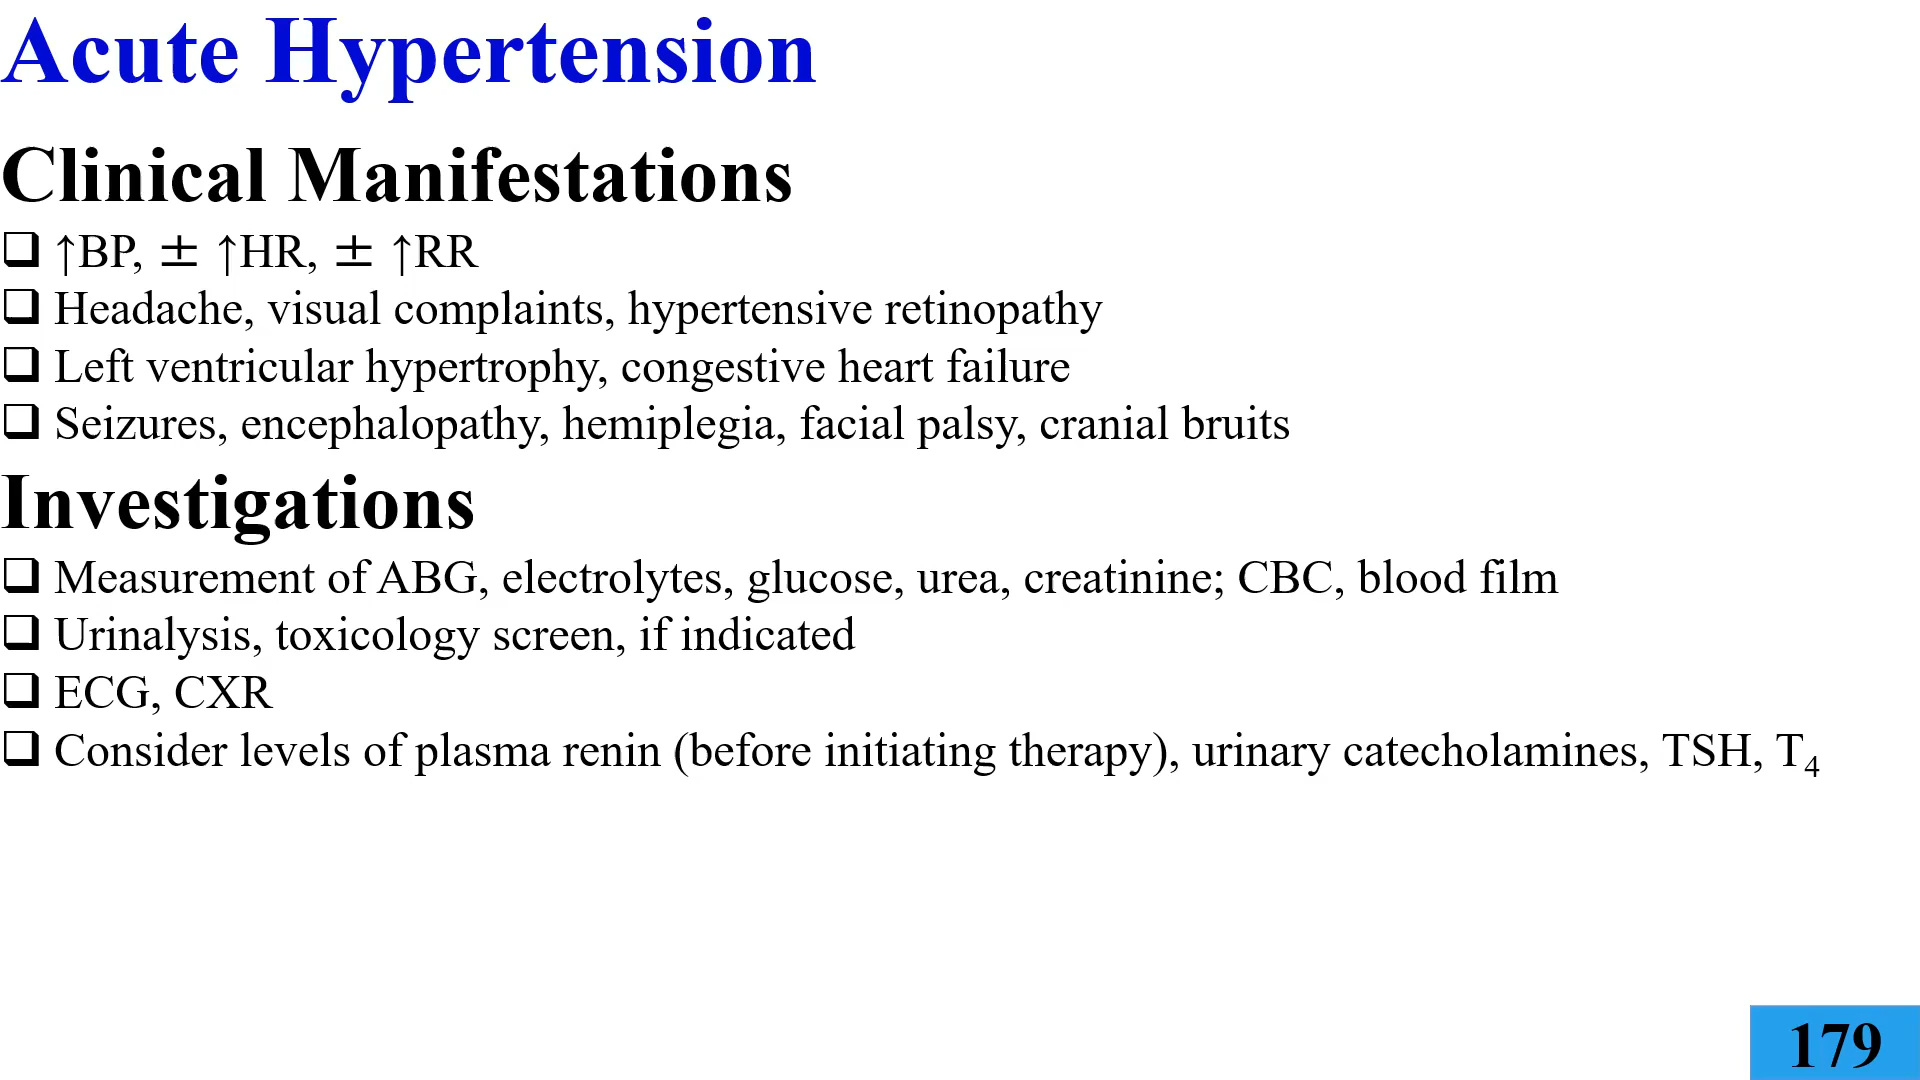 Acute Hypertension
Clinical Manifestations
❑ ↑BP, ± ↑HR, ± ↑RR
❑ Headache, visual complaints, hypertensive retinopathy
❑ Left ventricular hypertrophy, congestive heart failure
❑ Seizures, encephalopathy, hemiplegia, facial palsy, cranial bruits
Investigations
❑ Measurement of ABG, electrolytes, glucose, urea, creatinine; CBC, blood film
❑ Urinalysis, toxicology screen, if indicated
❑ ECG, CXR
❑ Consider levels of plasma renin (before initiating therapy), urinary catecholamines, TSH, T₄
179